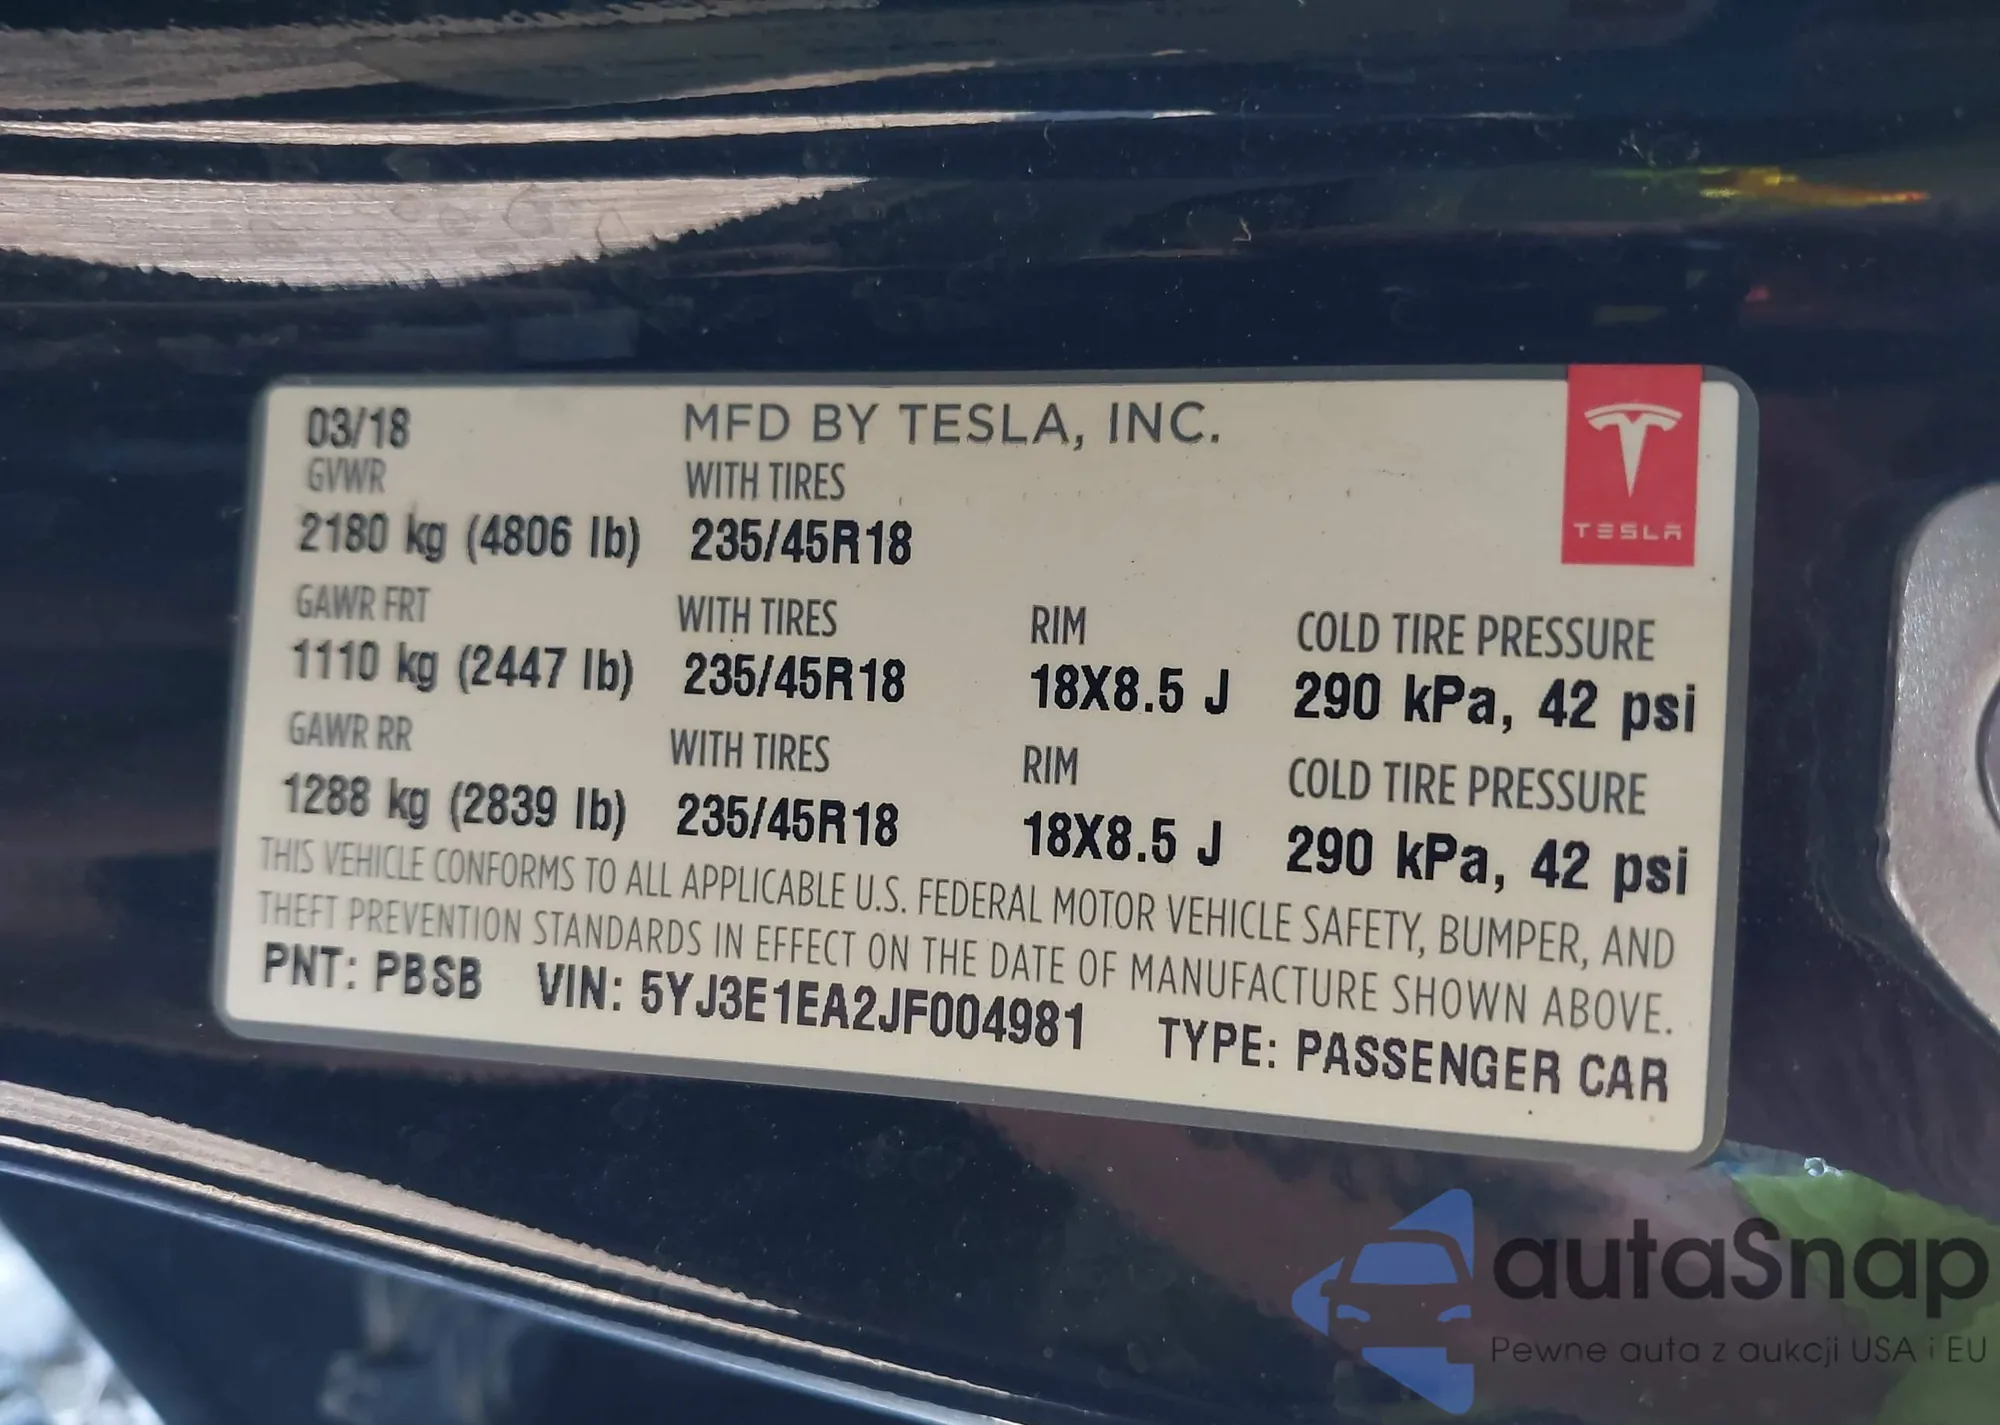 03/18 MFD BY TESLA, INC.
GVWR WITH TIRES
2180 kg (4806 lb) 235/45R18
TESLA
GAWR FRT WITH TIRES RIM COLD TIRE PRESSURE
1110 kg (2447 lb) 235/45R18 18X8.5 J 290 kPa, 42 psi
GAWR RR WITH TIRES RIM COLD TIRE PRESSURE
1288 kg (2839 lb) 235/45R18 18X8.5 J 290 kPa, 42 psi
THIS VEHICLE CONFORMS TO ALL APPLICABLE U.S. FEDERAL MOTOR VEHICLE SAFETY, BUMPER, AND
THEFT PREVENTION STANDARDS IN EFFECT ON THE DATE OF MANUFACTURE SHOWN ABOVE.
PNT: PBSB VIN: 5YJ3E1EA2JF004981 TYPE: PASSENGER CAR
autaSnap
Pewne auta z aukcji USA i EU